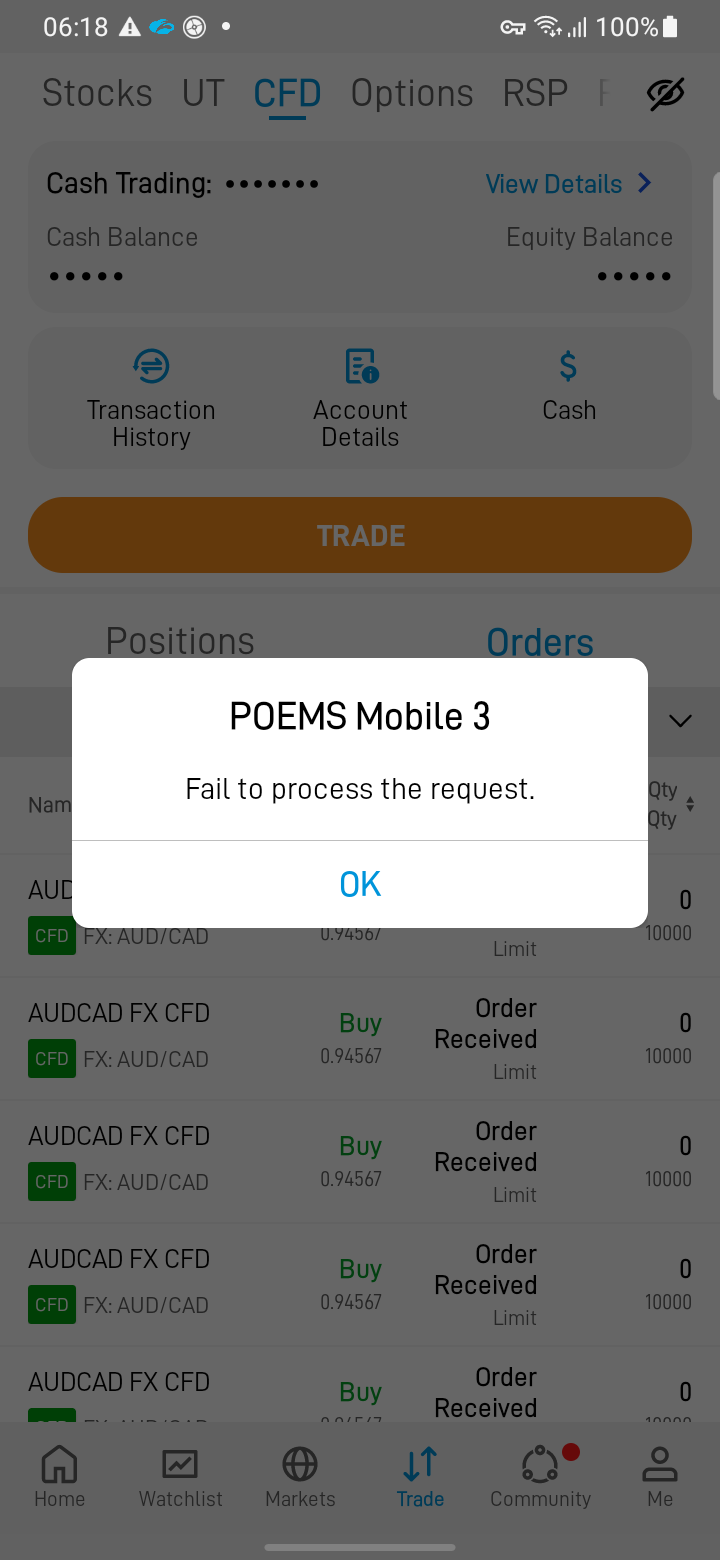 06:18 100%
Stocks UT CFD Options RSP
Cash Trading: ••••••• View Details
Cash Balance Equity Balance
••••• •••••
Transaction History Account Details Cash
TRADE
Positions Orders
POEMS Mobile 3
Fail to process the request.
OK
Nam Qty
Qty
AUD 0
CFD FX: AUD/CAD 0.94567 Limit 10000
AUDCAD FX CFD Buy Order Received 0
CFD FX: AUD/CAD 0.94567 Limit 10000
AUDCAD FX CFD Buy Order Received 0
CFD FX: AUD/CAD 0.94567 Limit 10000
AUDCAD FX CFD Buy Order Received 0
CFD FX: AUD/CAD 0.94567 Limit 10000
AUDCAD FX CFD Buy Order Received 0
Home Watchlist Markets Trade Community Me